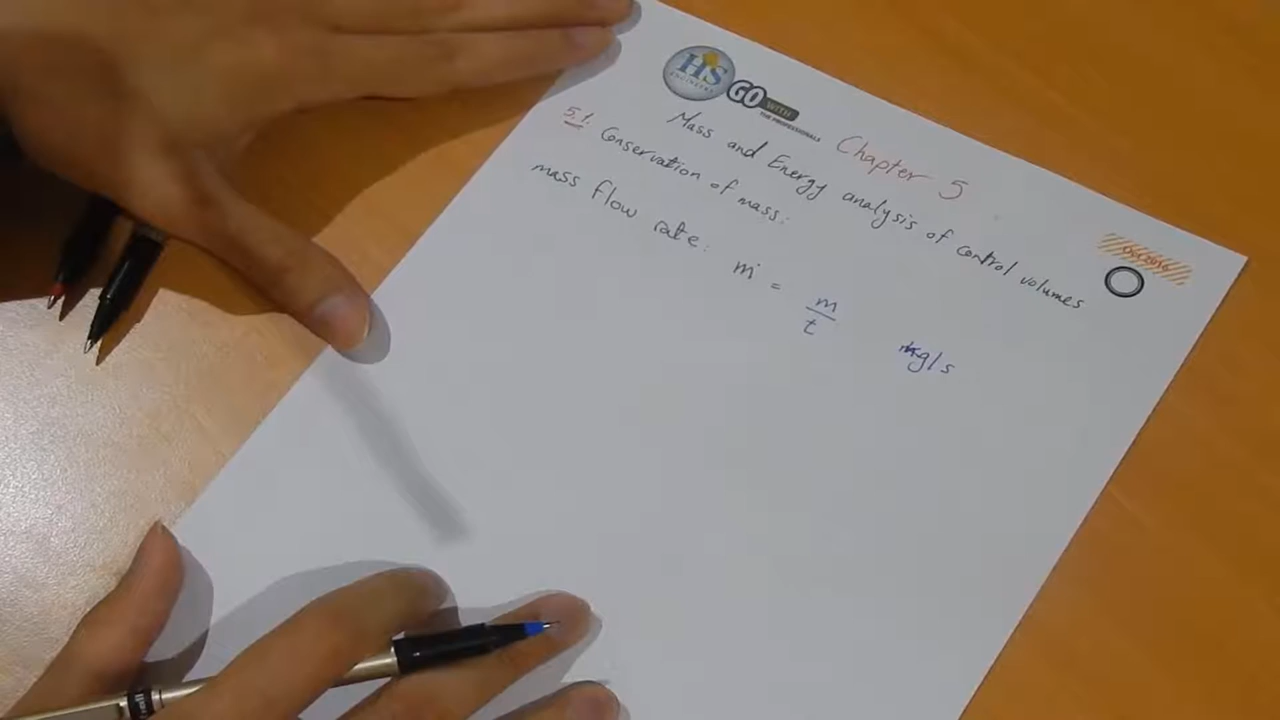 HS
ENGINEERS
GO WITH
THE PROFESSIONALS
Chapter 5
Mass and Energy analysis of control volumes
5.1. Conservation of mass:
mass flow rate: ṁ = m/t kg/s